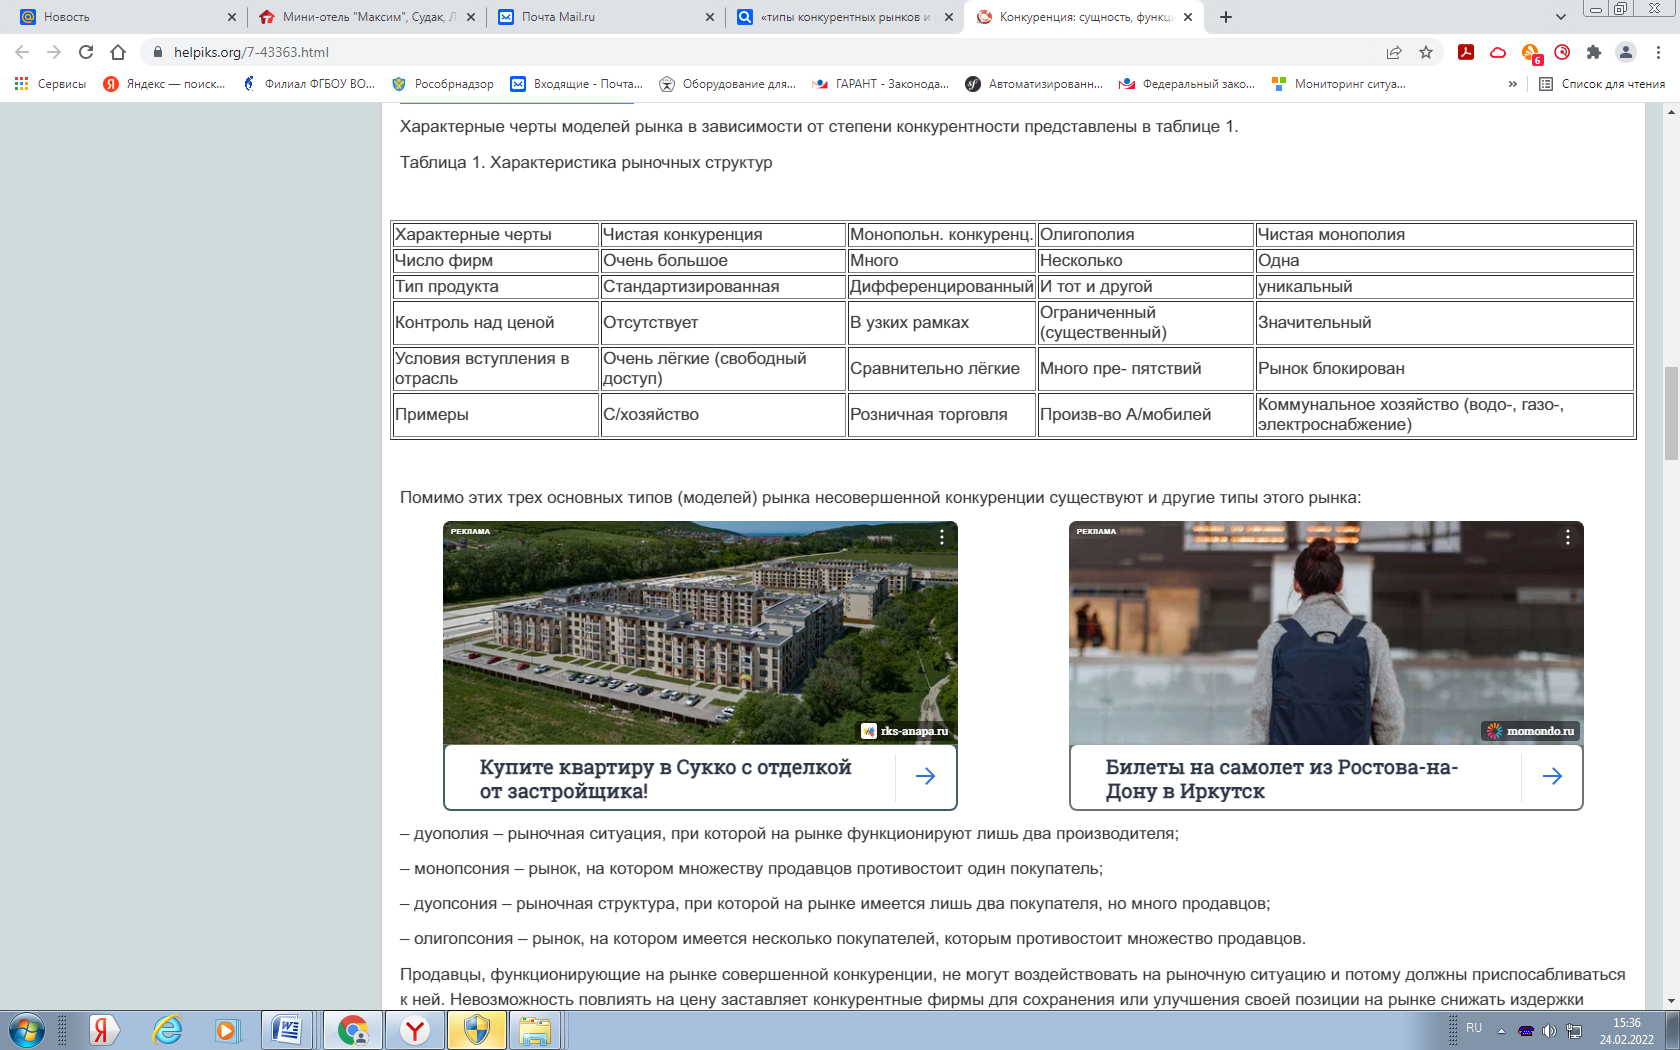 Новость
Мини-отель "Максим", Судак, Л
Почта Mail.ru
«типы конкурентных рынков и
Конкуренция: сущность, функц
helpiks.org/7-43363.html
6
Сервисы
Яндекс — поиск...
Филиал ФГБОУ ВО...
Рособрнадзор
Входящие - Почта...
Оборудование для...
ГАРАНТ - Законода...
Автоматизированн...
Федеральный зако...
Мониторинг ситуа...
»
Список для чтения
Характерные черты моделей рынка в зависимости от степени конкурентности представлены в таблице 1.
Таблица 1. Характеристика рыночных структур
Характерные черты Чистая конкуренция Монопольн. конкуренц. Олигополия Чистая монополия
Число фирм Очень большое Много Несколько Одна
Тип продукта Стандартизированная Дифференцированный И тот и другой уникальный
Контроль над ценой Отсутствует В узких рамках Ограниченный (существенный) Значительный
Условия вступления в отрасль Очень лёгкие (свободный доступ) Сравнительно лёгкие Много пре- пятствий Рынок блокирован
Примеры С/хозяйство Розничная торговля Произв-во А/мобилей Коммунальное хозяйство (водо-, газо-, электроснабжение)
Помимо этих трех основных типов (моделей) рынка несовершенной конкуренции существуют и другие типы этого рынка:
РЕКЛАМА
rks-anapa.ru
Купите квартиру в Сукко с отделкой
от застройщика!
РЕКЛАМА
momondo.ru
Билеты на самолет из Ростова-на-
Дону в Иркутск
– дуополия – рыночная ситуация, при которой на рынке функционируют лишь два производителя;
– монопсония – рынок, на котором множеству продавцов противостоит один покупатель;
– дуопсония – рыночная структура, при которой на рынке имеется лишь два покупателя, но много продавцов;
– олигопсония – рынок, на котором имеется несколько покупателей, которым противостоит множество продавцов.
Продавцы, функционирующие на рынке совершенной конкуренции, не могут воздействовать на рыночную ситуацию и потому должны приспосабливаться
к ней. Невозможность повлиять на цену заставляет конкурентные фирмы для сохранения или улучшения своей позиции на рынке снижать издержки
RU
15:36
24.02.2022